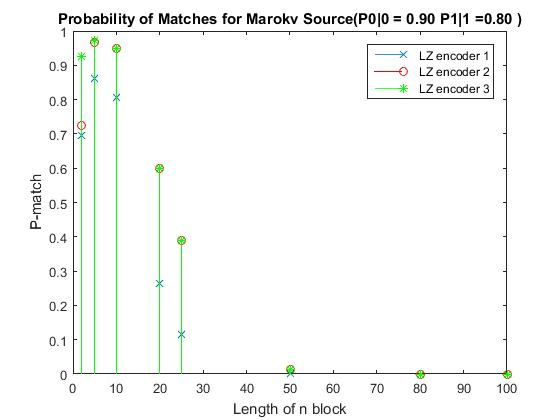 Probability of Matches for Marokv Source(P0|0 = 0.90 P1|1 =0.80 )
LZ encoder 1
LZ encoder 2
LZ encoder 3
P-match
1
0.9
0.8
0.7
0.6
0.5
0.4
0.3
0.2
0.1
0
0 10 20 30 40 50 60 70 80 90 100
Length of n block